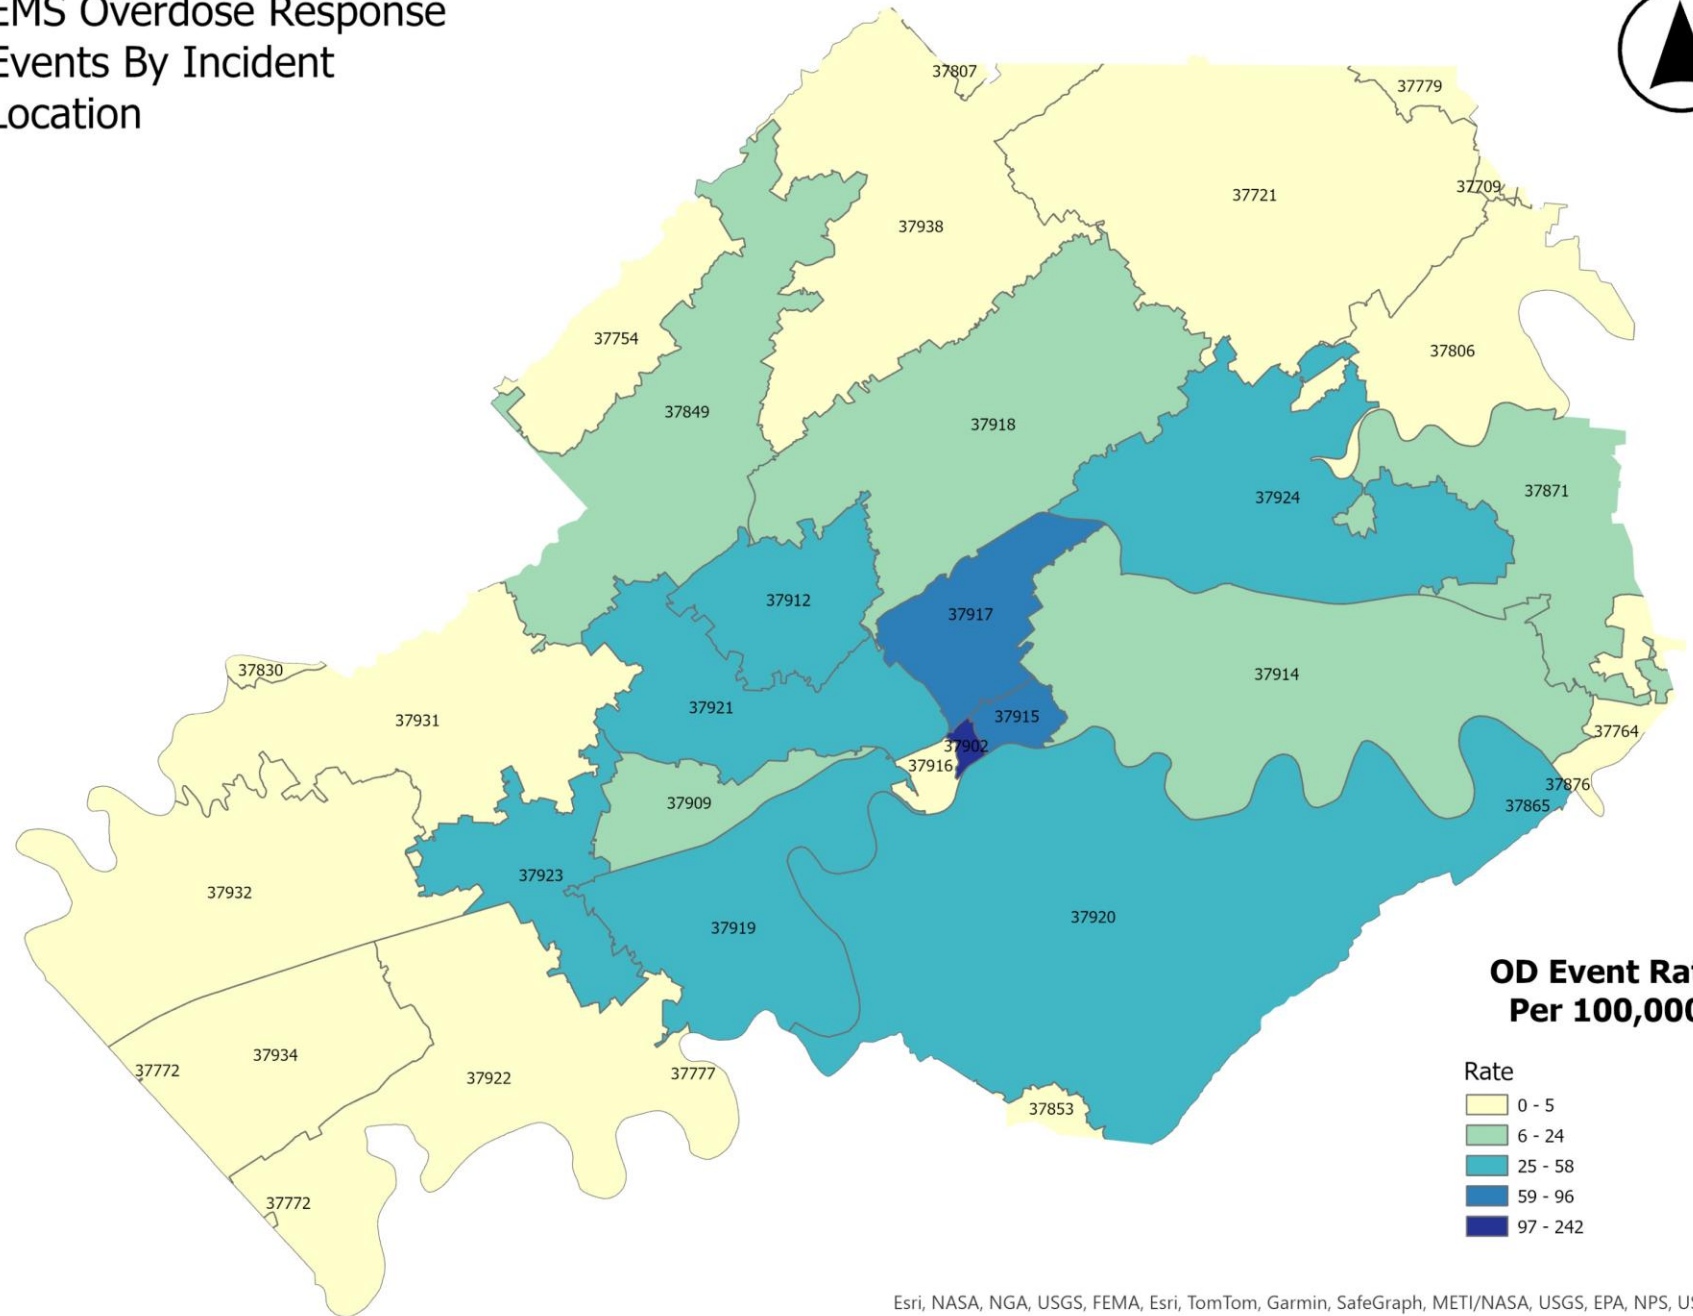 EMS Overdose Response
Events By Incident
Location
37807
37779
37721
37709
37938
37754
37806
37849
37918
37924
37871
37912
37917
37830
37914
37931
37921
37915
37764
37902
37916
37876
37909
37865
37923
37932
37920
37919
37934
37772
37922
37777
37853
37772
OD Event Ra
Per 100,000
Rate
0 - 5
6 - 24
25 - 58
59 - 96
97 - 242
Esri, NASA, NGA, USGS, FEMA, Esri, TomTom, Garmin, SafeGraph, METI/NASA, USGS, EPA, NPS, US